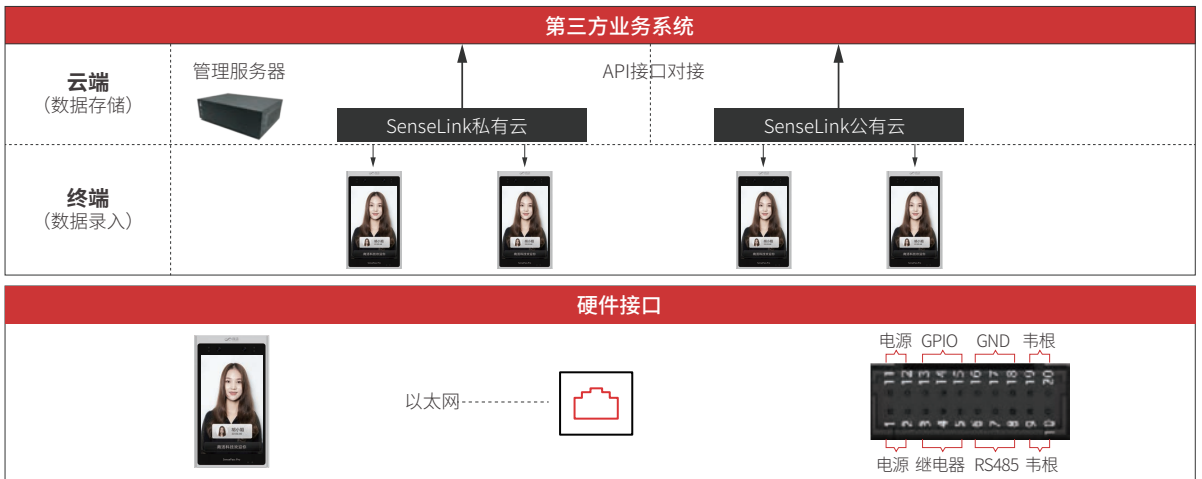 第三方业务系统
云端
(数据存储)
管理服务器
API接口对接
SenseLink私有云
SenseLink公有云
终端
(数据录入)
硬件接口
以太网
电源 GPIO GND 韦根
11 12 13 14 15 16 17 18 19 20
1 2 3 4 5 6 7 8 9 10
电源 继电器 RS485 韦根